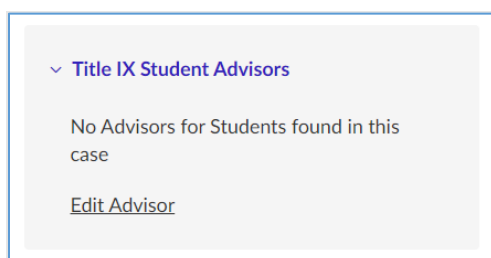 Title IX Student Advisors
No Advisors for Students found in this
case
Edit Advisor